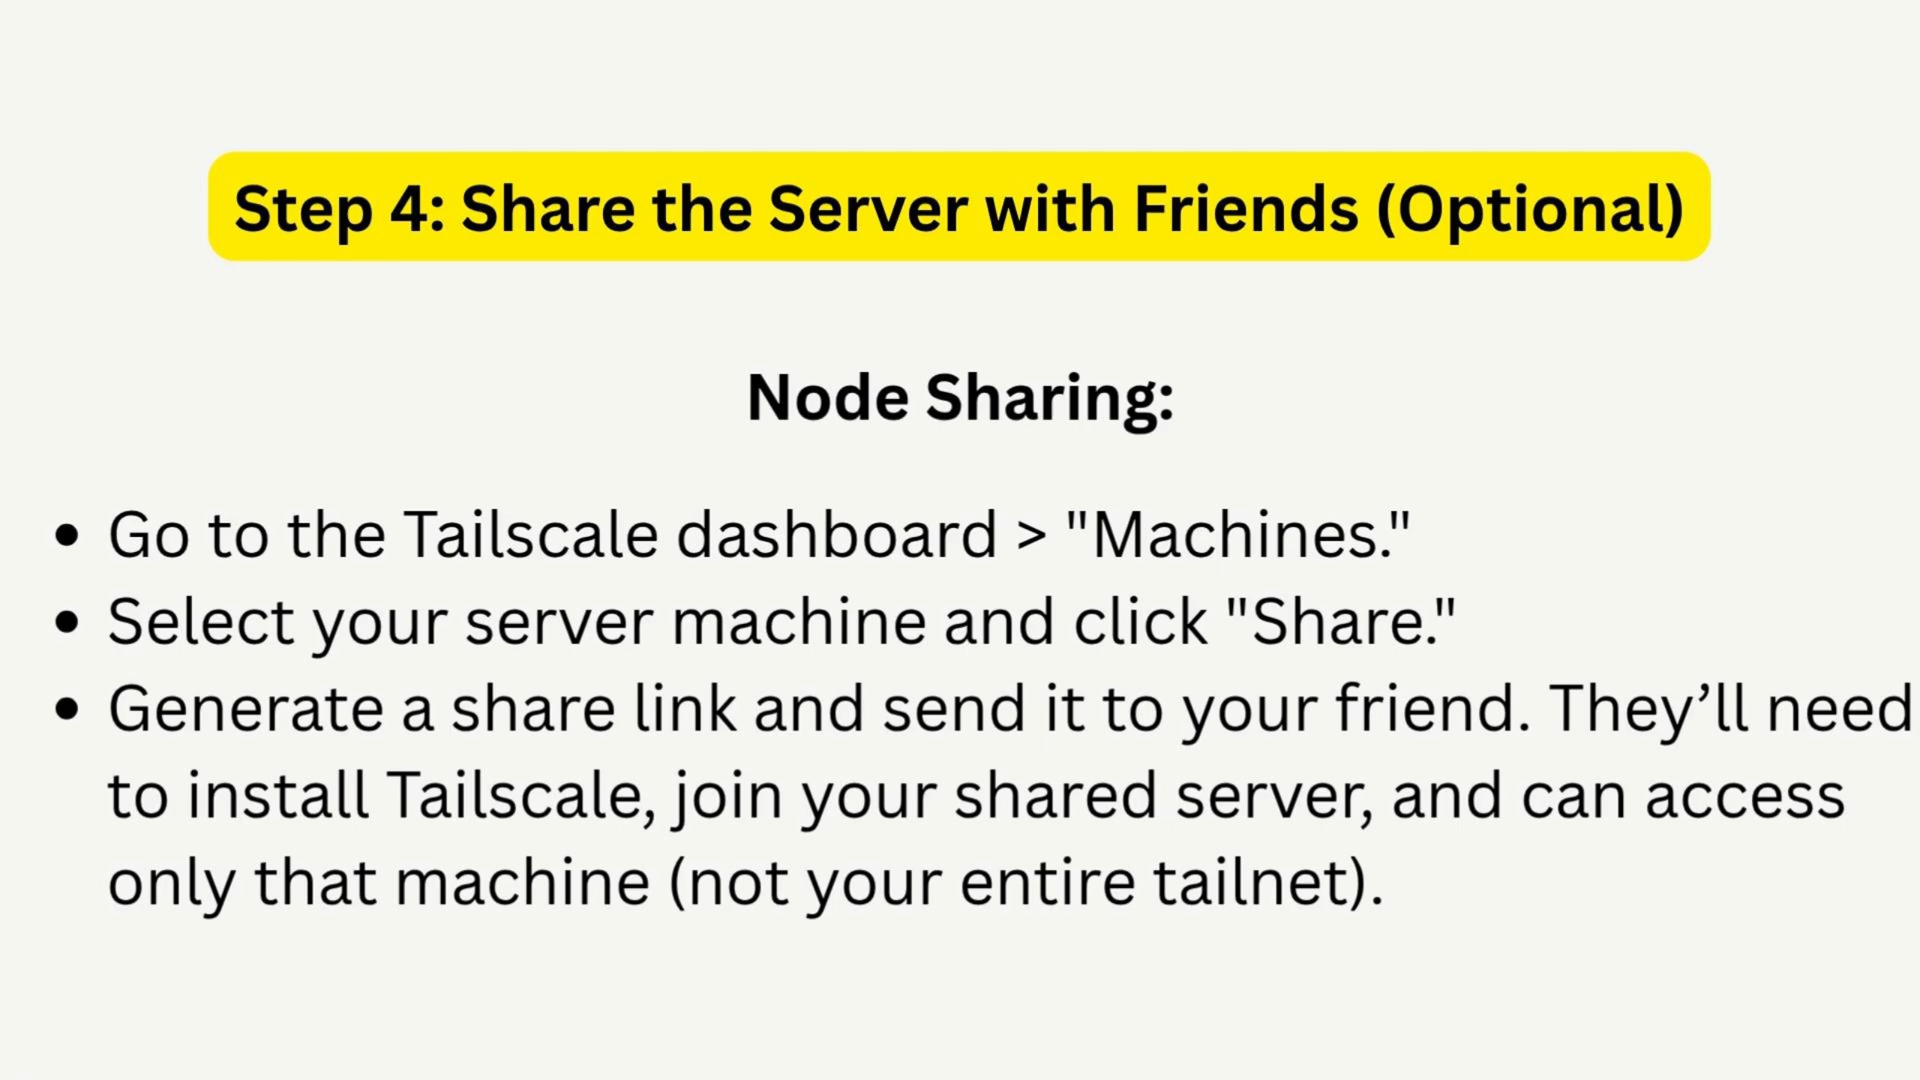 Step 4: Share the Server with Friends (Optional)
Node Sharing:
• Go to the Tailscale dashboard > "Machines."
• Select your server machine and click "Share."
• Generate a share link and send it to your friend. They’ll need
to install Tailscale, join your shared server, and can access
only that machine (not your entire tailnet).